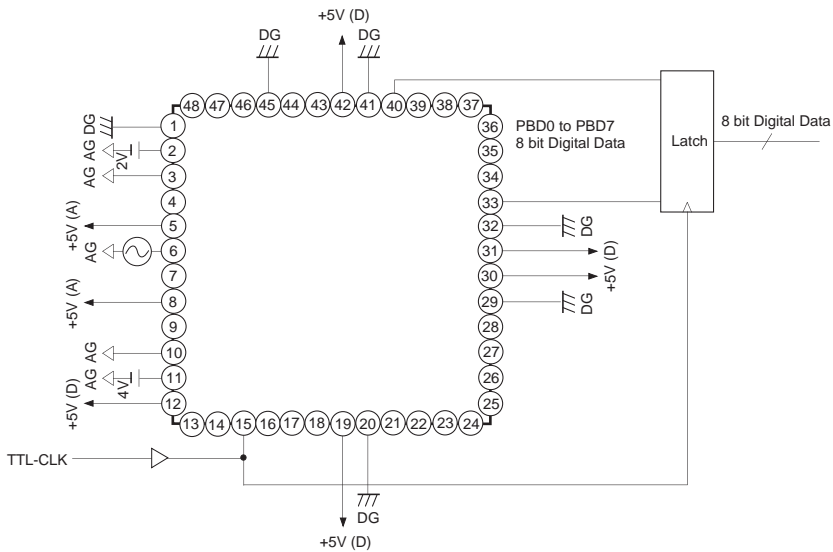 +5V (D)
DG
DG
48 47 46 45 44 43 42 41 40 39 38 37
1
2
3
4
5
6
7
8
9
10
11
12
DG
AG
2V
AG
+5V (A)
AG
+5V (A)
AG
AG
4V
+5V (D)
36
35
34
33
32
31
30
29
28
27
26
25
PBD0 to PBD7
8 bit Digital Data
Latch
8 bit Digital Data
DG
+5V (D)
+5V (D)
DG
13 14 15 16 17 18 19 20 21 22 23 24
TTL-CLK
DG
+5V (D)